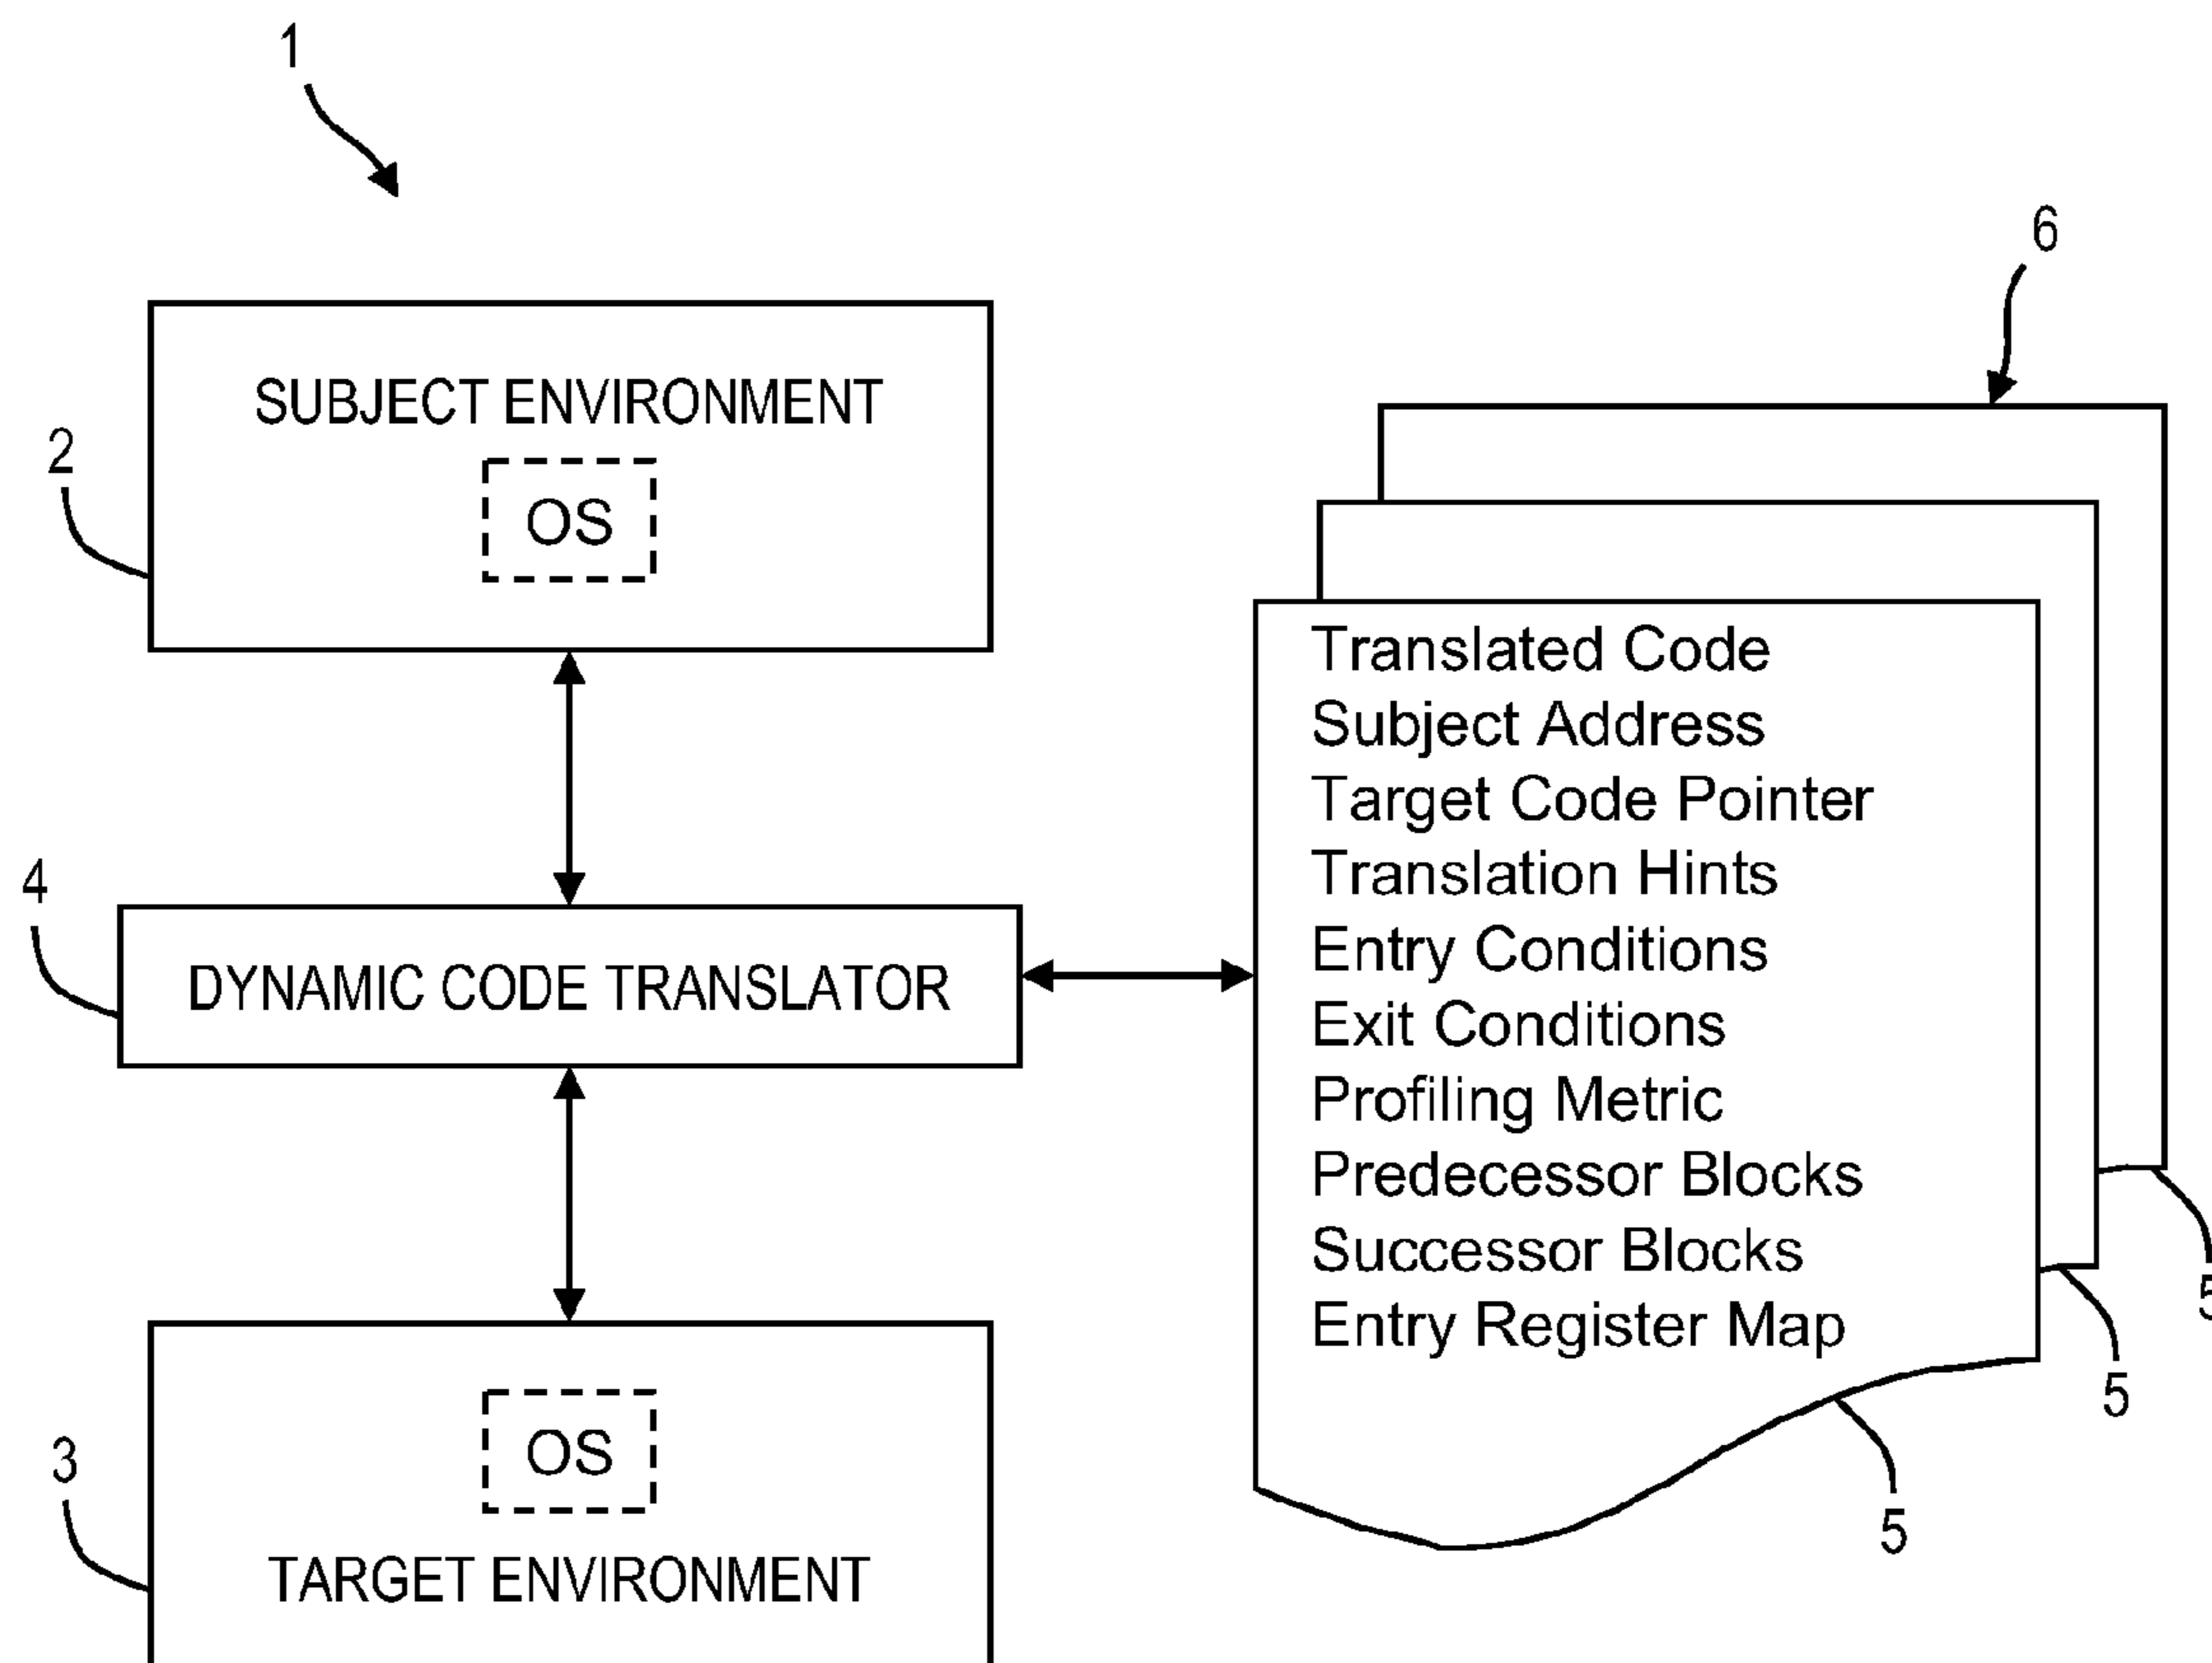 1
6
SUBJECT ENVIRONMENT
2
OS
Translated Code
Subject Address
Target Code Pointer
Translation Hints
Entry Conditions
Exit Conditions
Profiling Metric
Predecessor Blocks
Successor Blocks
Entry Register Map
4
DYNAMIC CODE TRANSLATOR
5
5
5
3
OS
TARGET ENVIRONMENT